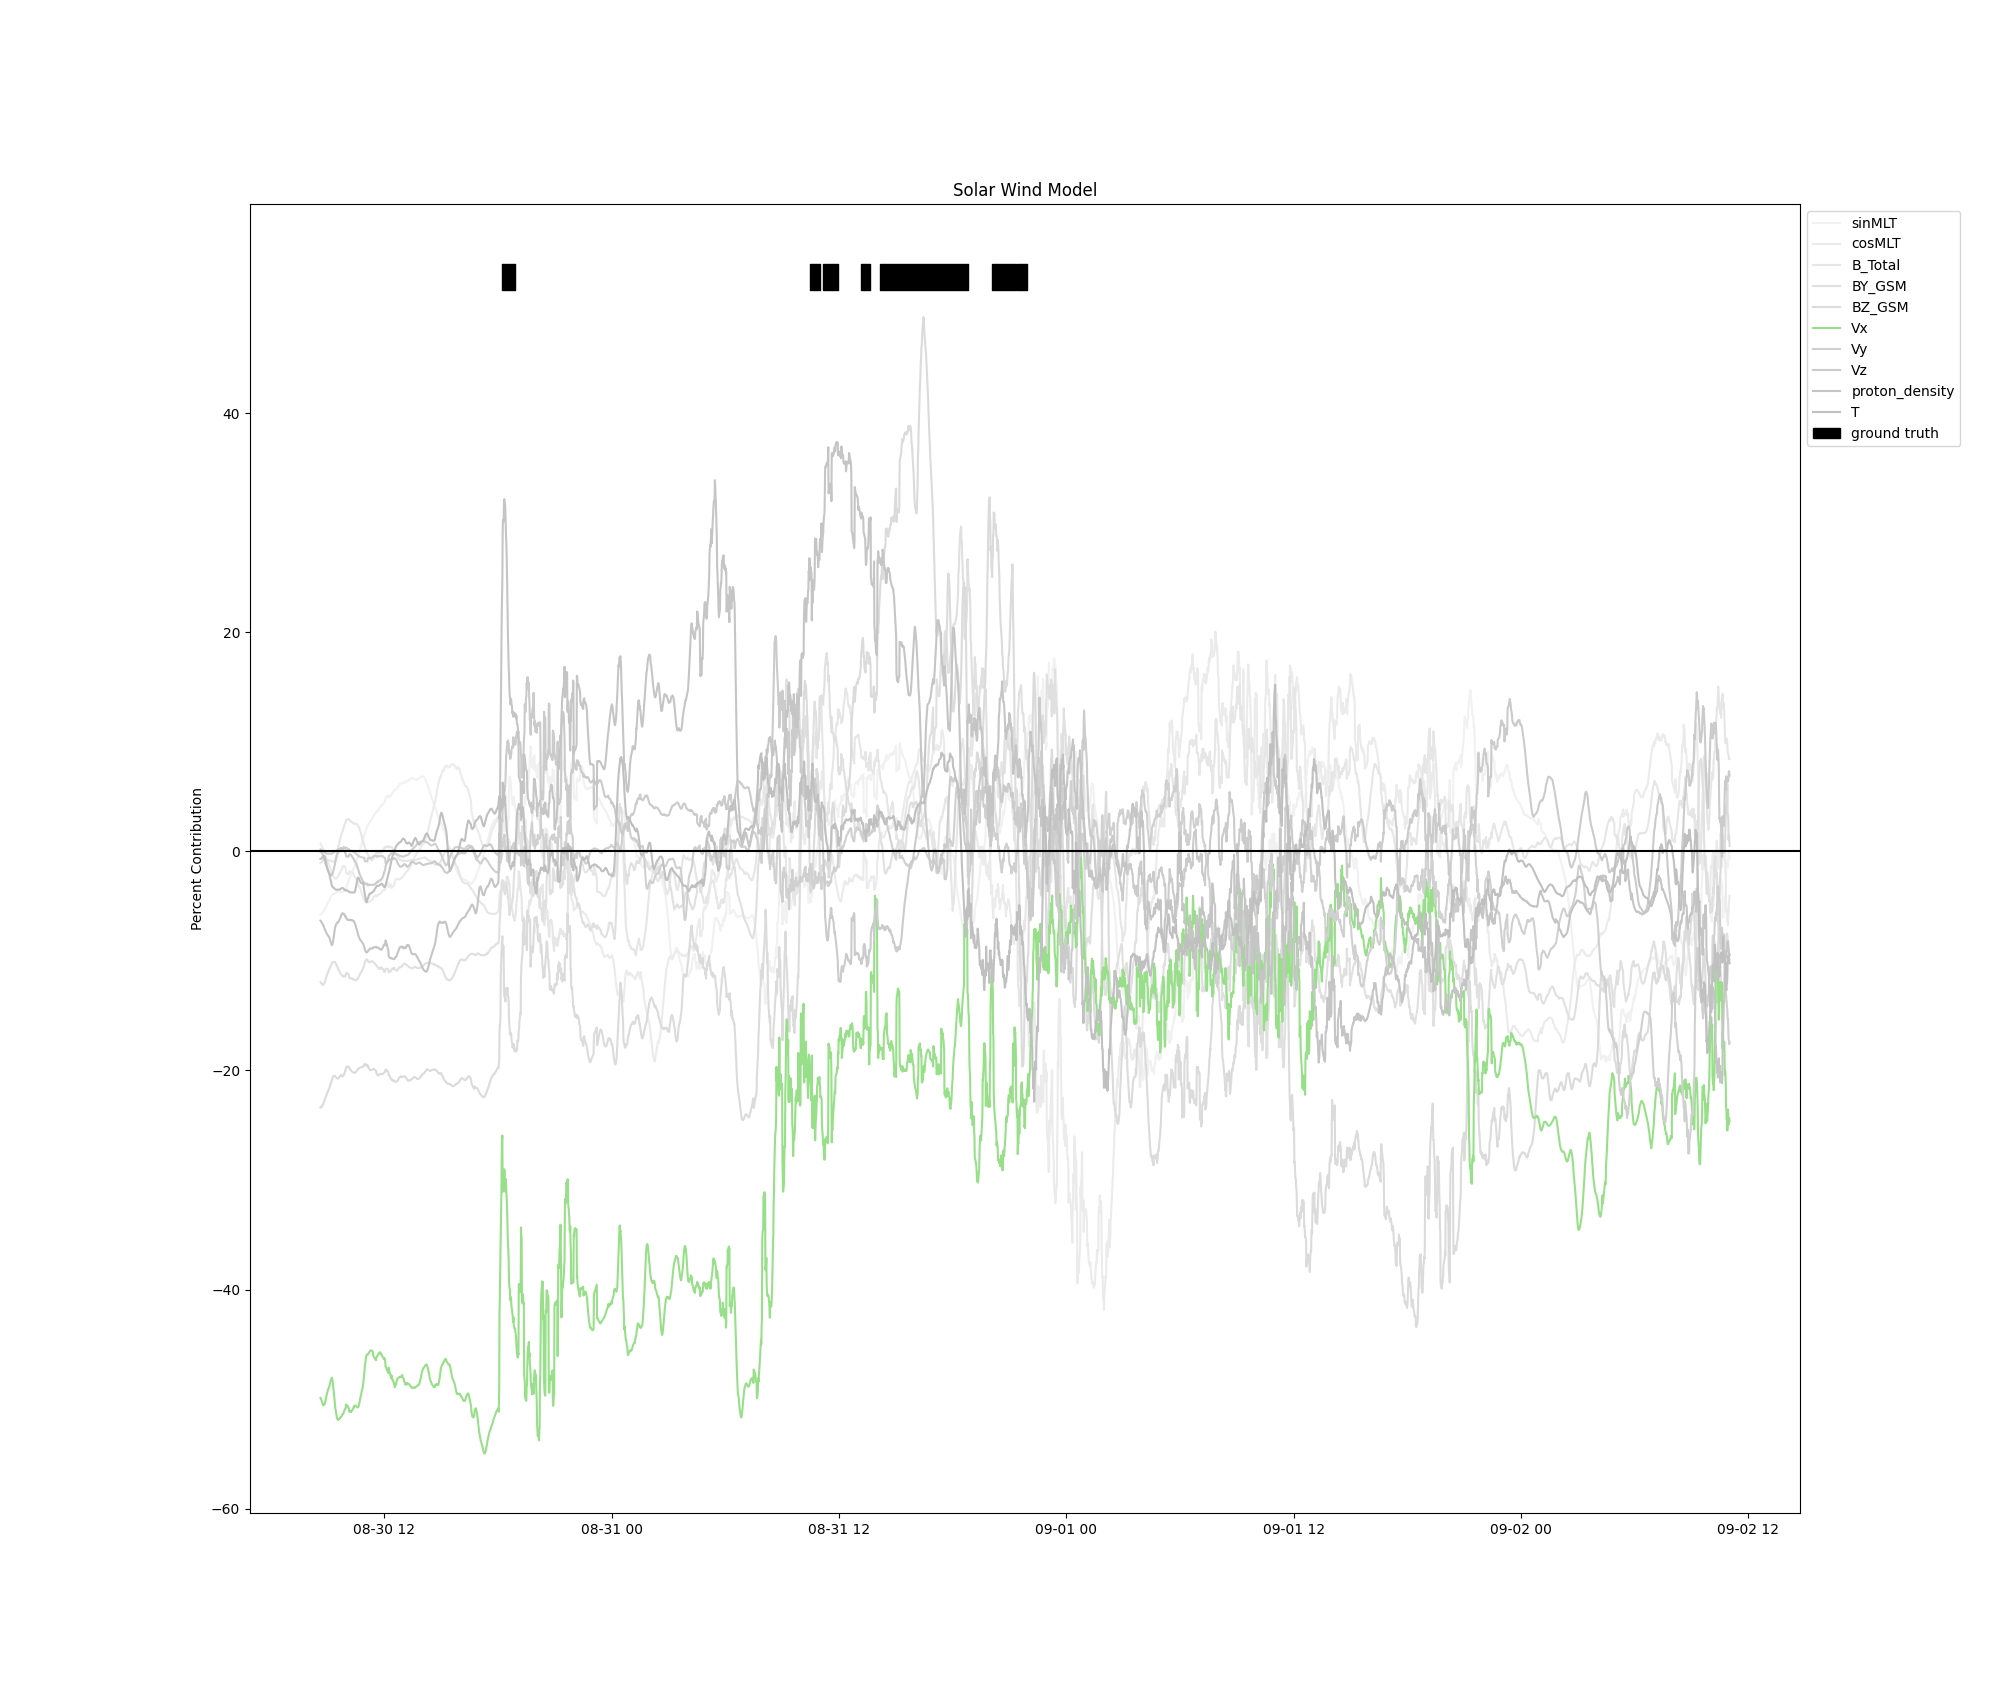 Solar Wind Model
sinMLT
cosMLT
B_Total
BY_GSM
BZ_GSM
Vx
Vy
Vz
proton_density
T
ground truth
Percent Contribution
40
20
0
−20
−40
−60
08-30 12
08-31 00
08-31 12
09-01 00
09-01 12
09-02 00
09-02 12